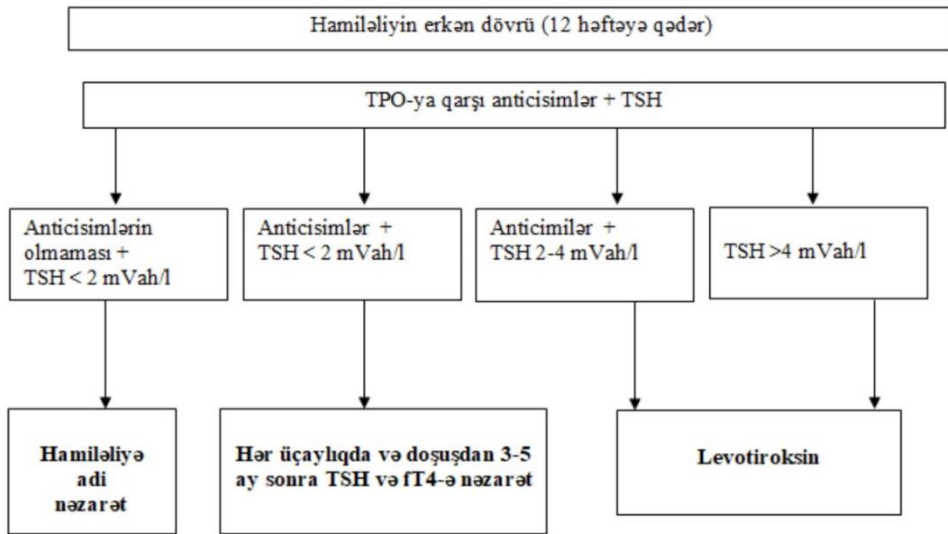 Hamiləliyin erkən dövrü (12 həftəyə qədər)
TPO-ya qarşı anticisimlər + TSH
Anticisimlərin
olmaması +
TSH < 2 mVah/l
Anticisimlər +
TSH < 2 mVah/l
Anticimilər +
TSH 2-4 mVah/l
TSH >4 mVah/l
Hamiləliyə
adi
nəzarət
Hər üçaylıqda və doşuşdan 3-5
ay sonra TSH və fT4-ə nəzarət
Levotiroksin